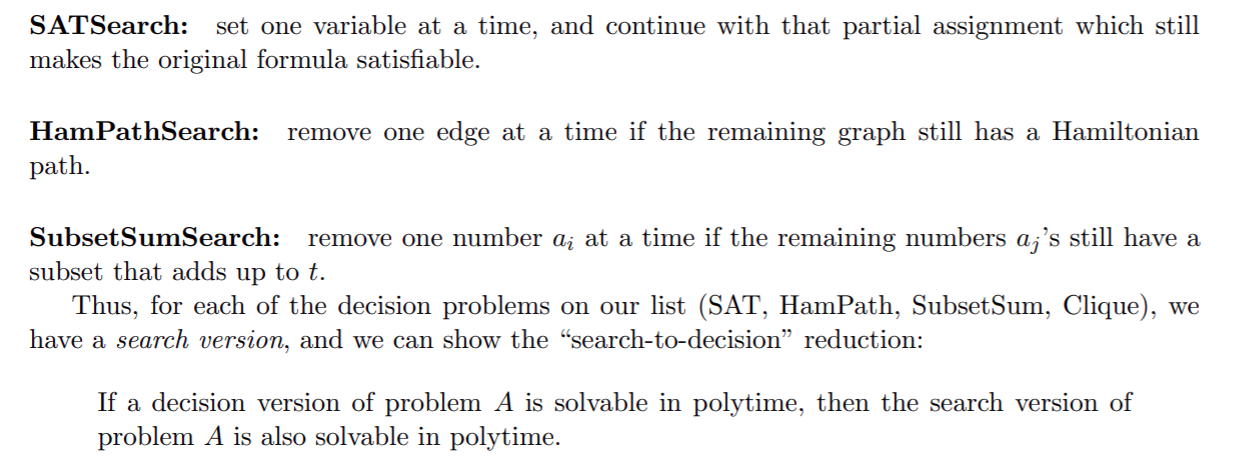 SATSearch: set one variable at a time, and continue with that partial assignment which still
makes the original formula satisfiable.
HamPathSearch: remove one edge at a time if the remaining graph still has a Hamiltonian
path.
SubsetSumSearch: remove one number aᵢ at a time if the remaining numbers aⱼ's still have a
subset that adds up to t.
Thus, for each of the decision problems on our list (SAT, HamPath, SubsetSum, Clique), we
have a search version, and we can show the “search-to-decision” reduction:
If a decision version of problem A is solvable in polytime, then the search version of
problem A is also solvable in polytime.